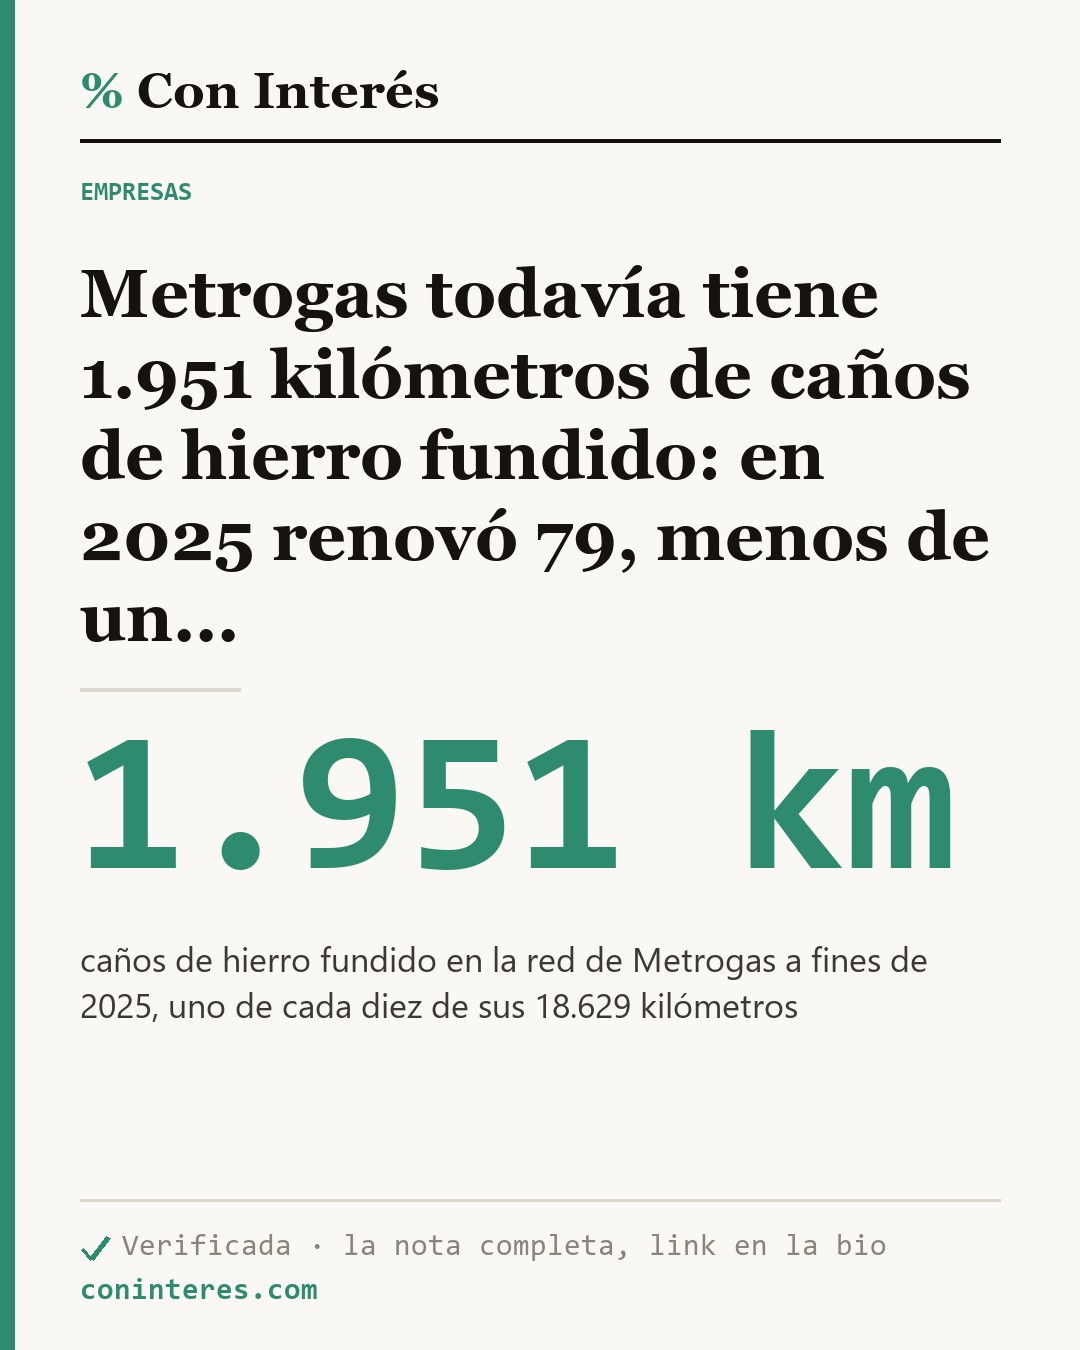 % Con Interés
EMPRESAS
Metrogas todavía tiene
1.951 kilómetros de caños
de hierro fundido: en
2025 renovó 79, menos de
un...
1.951 km
caños de hierro fundido en la red de Metrogas a fines de
2025, uno de cada diez de sus 18.629 kilómetros
✓ Verificada · la nota completa, link en la bio
coninteres.com